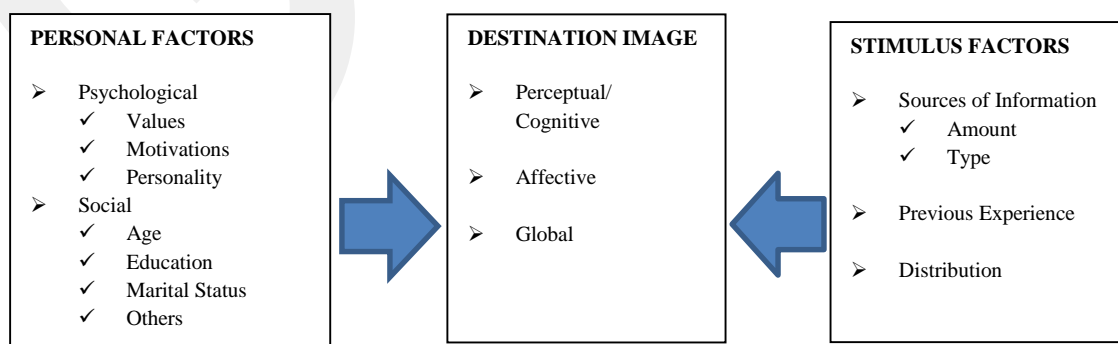 PERSONAL FACTORS
➢ Psychological
✓ Values
✓ Motivations
✓ Personality
➢ Social
✓ Age
✓ Education
✓ Marital Status
✓ Others
DESTINATION IMAGE
➢ Perceptual/
Cognitive
➢ Affective
➢ Global
STIMULUS FACTORS
➢ Sources of Information
✓ Amount
✓ Type
➢ Previous Experience
➢ Distribution